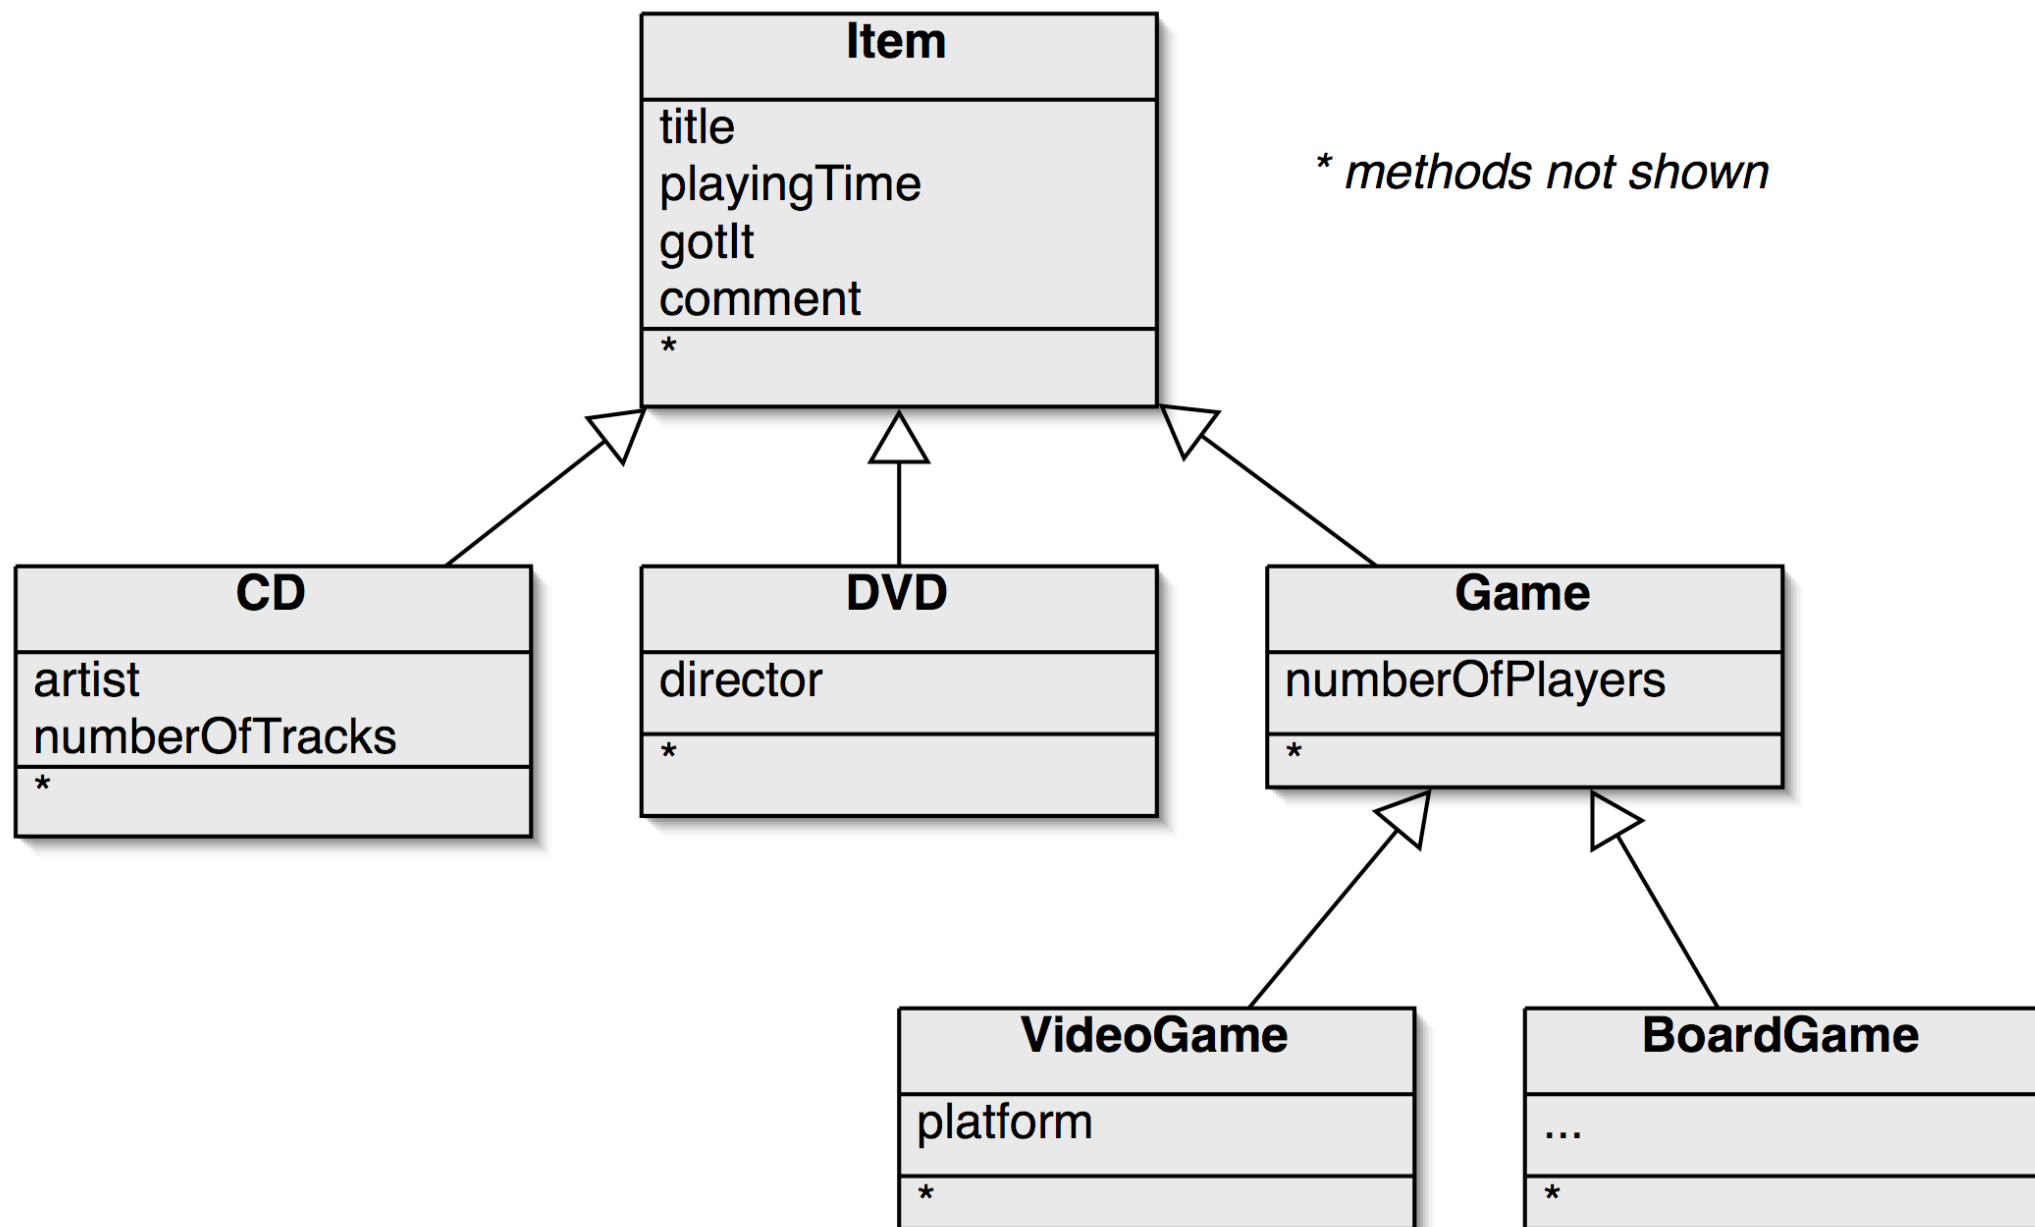 Item
title
playingTime
gotIt
comment
*
* methods not shown
CD
artist
numberOfTracks
*
DVD
director
*
Game
numberOfPlayers
*
VideoGame
platform
*
BoardGame
...
*